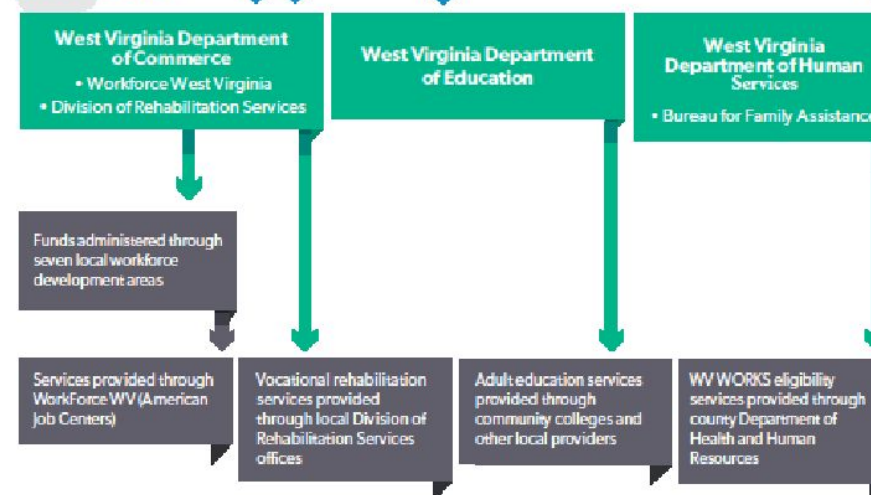 West Virginia Department
of Commerce
• Workforce West Virginia
• Division of Rehabilitation Services
West Virginia Department
of Education
West Virginia
Department of Human
Services
• Bureau for Family Assistance
Funds administered through
seven local workforce
development areas
Services provided through
WorkForce WV (American
Job Centers)
Vocational rehabilitation
services provided
through local Division of
Rehabilitation Services
offices
Adult education services
provided through
community colleges and
other local providers
WV WORKS eligibility
services provided through
county Department of
Health and Human
Resources